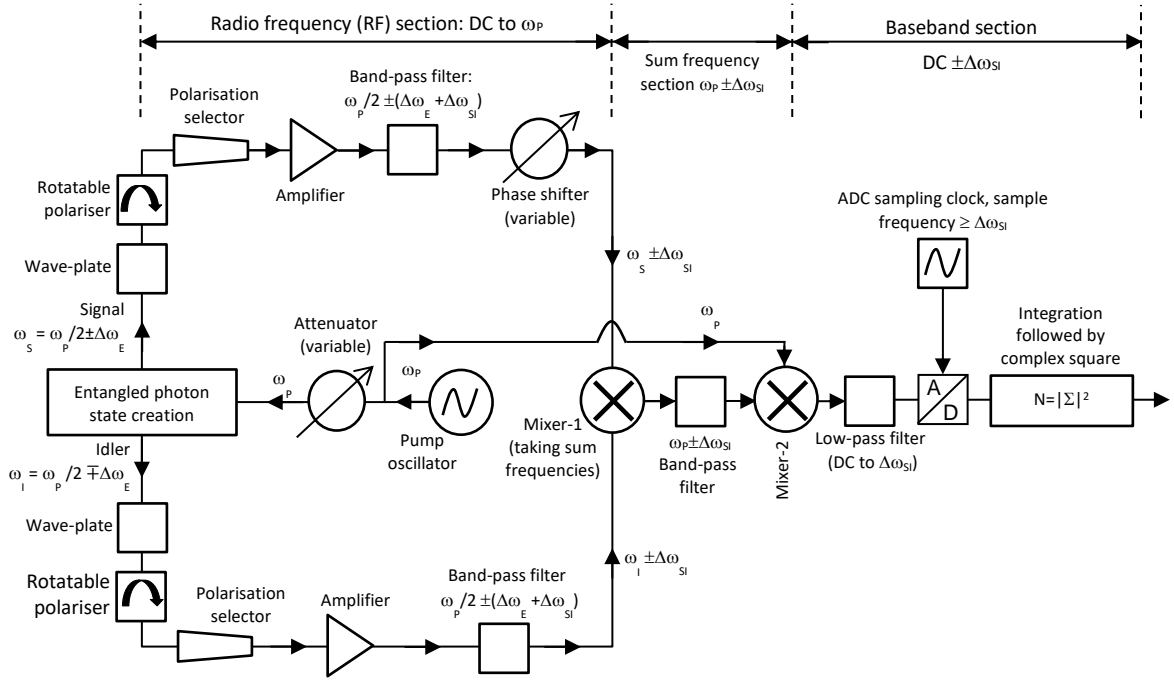 Radio frequency (RF) section: DC to ωP
Sum frequency
section ωP ±ΔωSI
Baseband section
DC ±ΔωSI
Polarisation
selector
Band-pass filter:
ωP/2 ±(ΔωE +ΔωSI)
Amplifier
Phase shifter
(variable)
Rotatable
polariser
Wave-plate
Signal
ωS = ωP/2±ΔωE
ADC sampling clock, sample
frequency ≥ ΔωSI
ωS ±ΔωSI
Attenuator
(variable)
ωP
Entangled photon
state creation
ωP
ωP
Pump
oscillator
Mixer-1
(taking sum
frequencies)
ωP±ΔωSI
Band-pass
filter
Mixer-2
Low-pass filter
(DC to ΔωSI)
A
D
Integration
followed by
complex square
N=|Σ|²
Idler
ωI = ωP /2 ∓ΔωE
Wave-plate
Rotatable
polariser
Polarisation
selector
Amplifier
Band-pass filter
ωP/2 ±(ΔωE +ΔωSI)
ωI ±ΔωSI